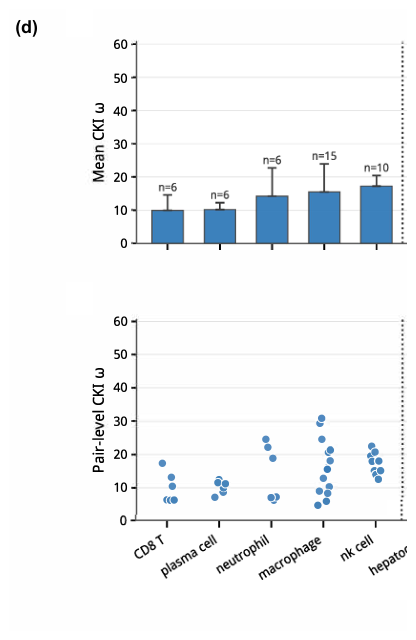 (d)
Mean CKI ω
60
50
40
30
20
10
0
n=6
n=6
n=6
n=15
n=10
Pair-level CKI ω
60
50
40
30
20
10
0
CD8 T
plasma cell
neutrophil
macrophage
nk cell
hepatoc